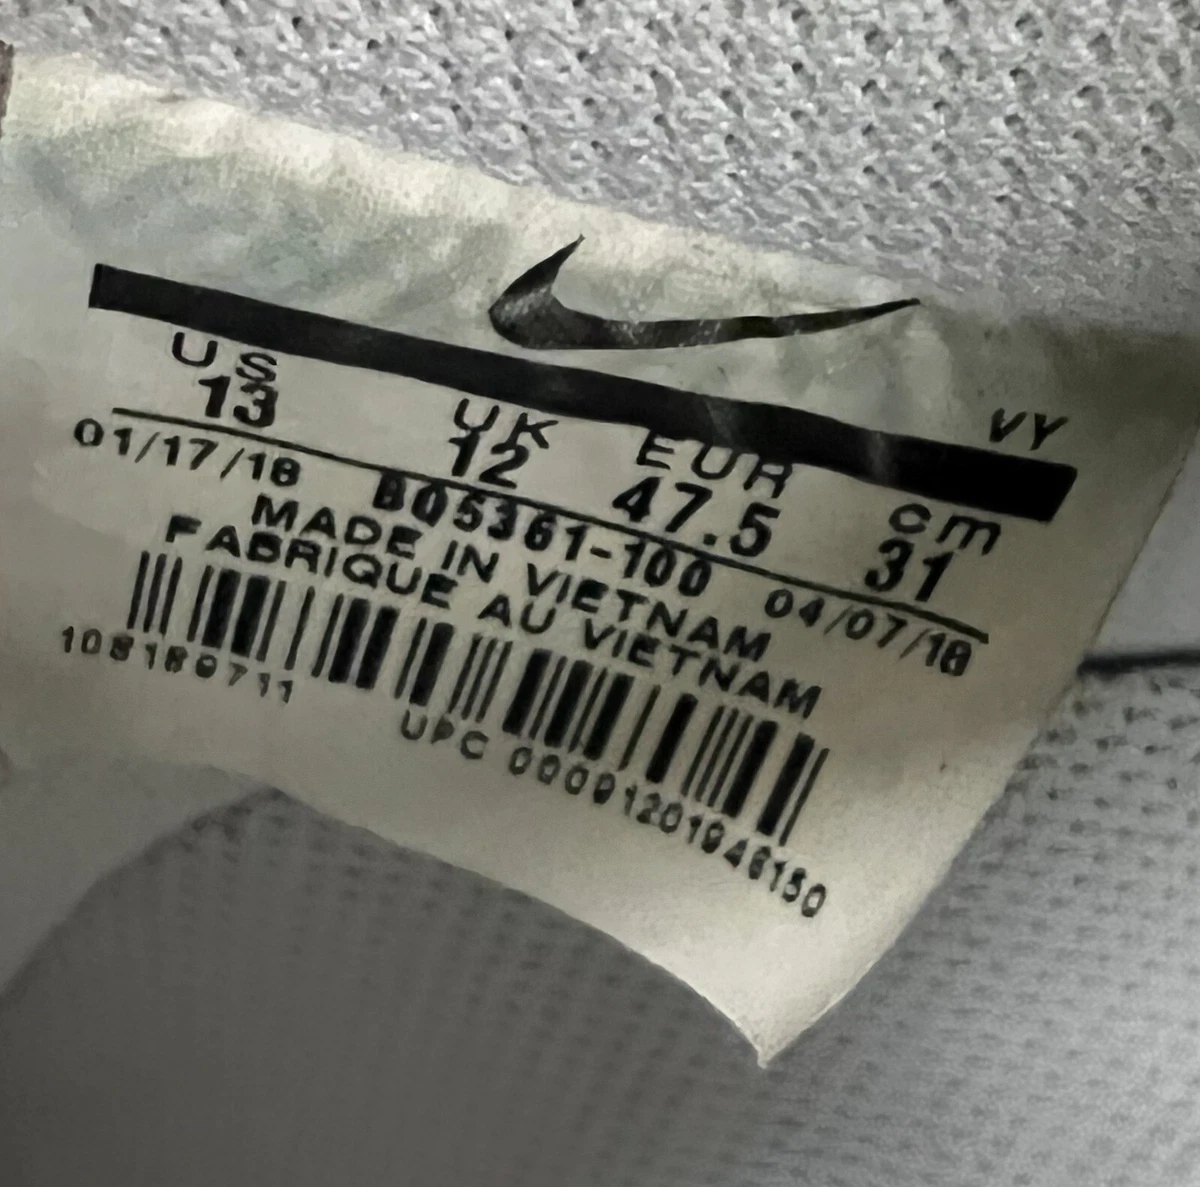 VY
US UK EUR cm
13 12 47.5 31
01/17/18 BQ5361-100 04/07/18
MADE IN VIETNAM
FABRIQUE AU VIETNAM
UPC 00091201946150